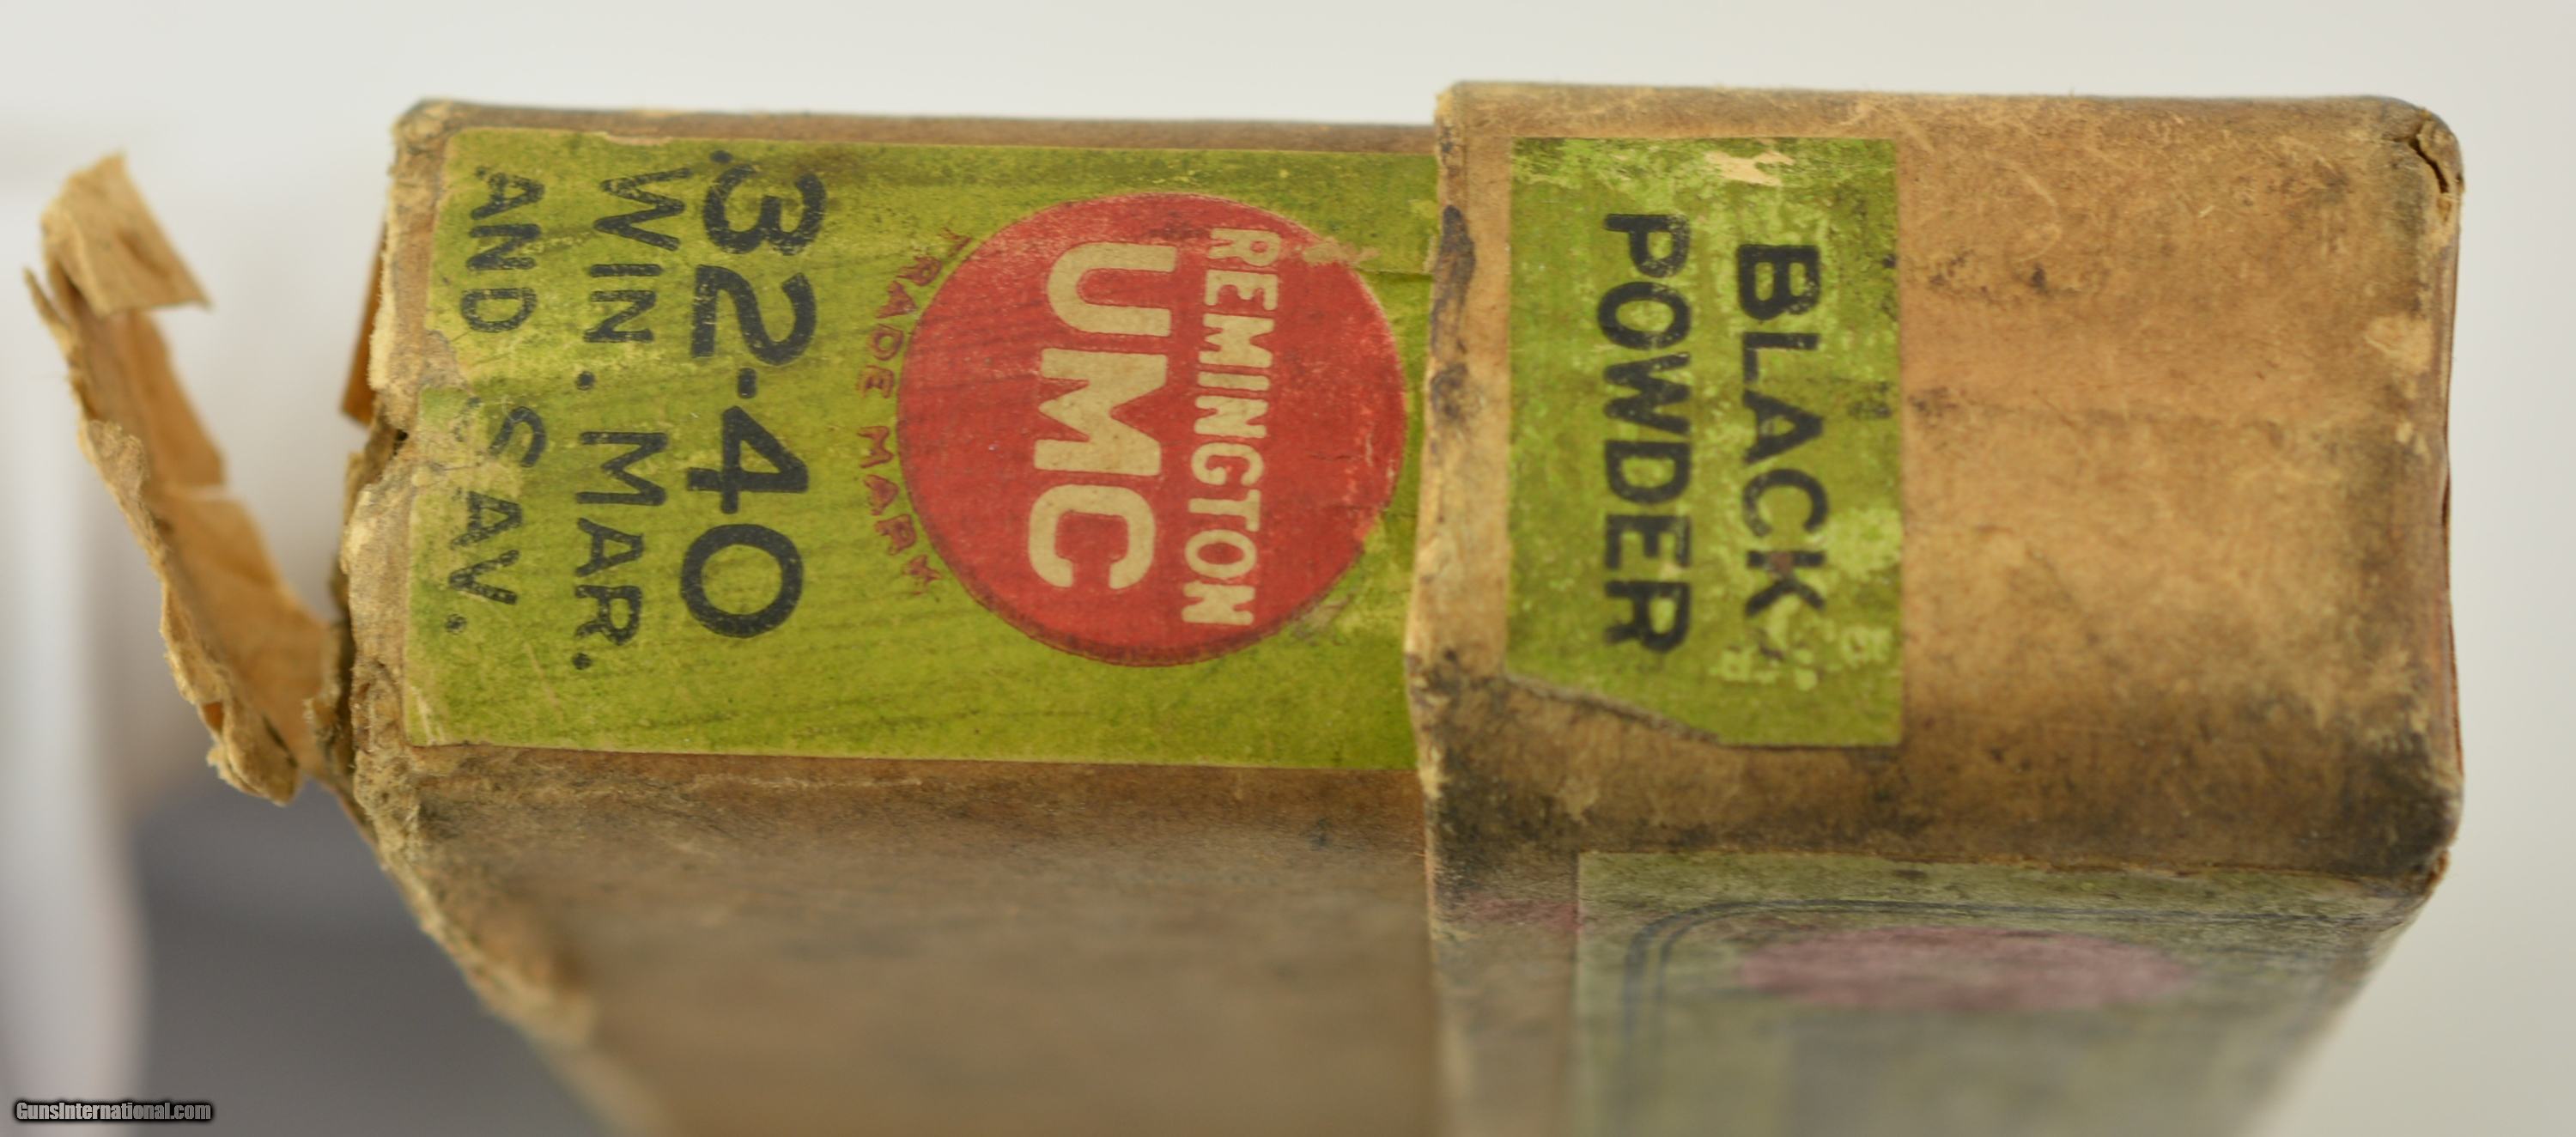 BLACK
POWDER
REMINGTON
UMC
TRADE MARK
.32-40
WIN. MAR.
AND SAV.
GunsInternational.com